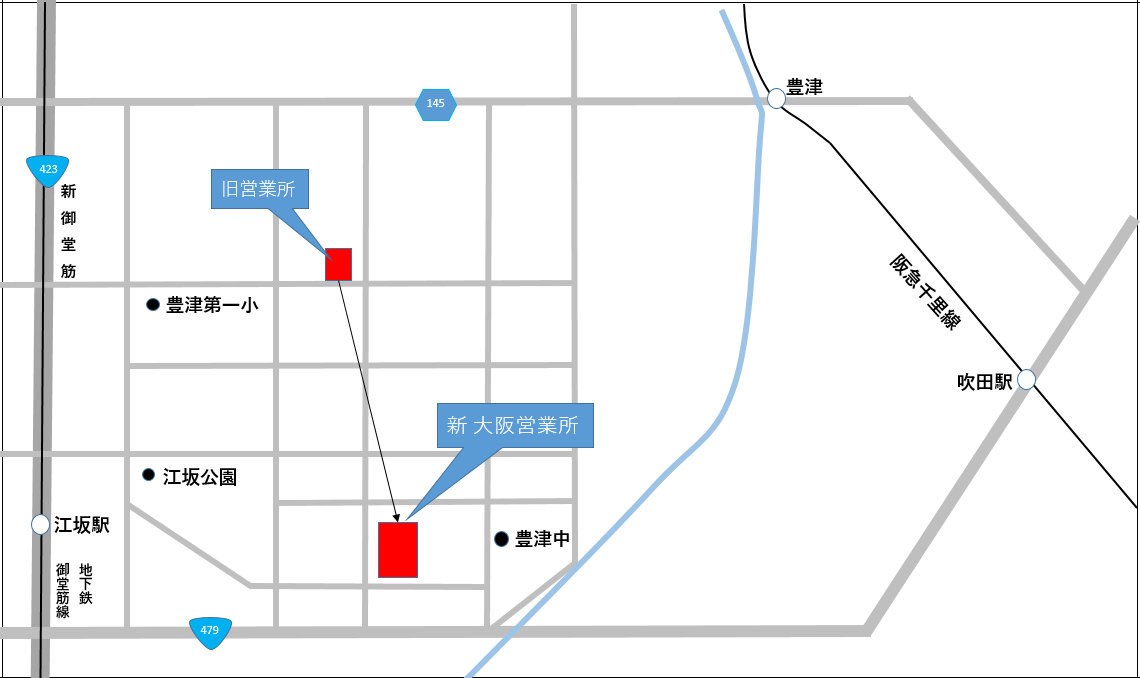 豊津
145
423
新御堂筋
旧営業所
阪急千里線
豊津第一小
吹田駅
新 大阪営業所
江坂公園
江坂駅
豊津中
地下鉄
御堂筋線
479